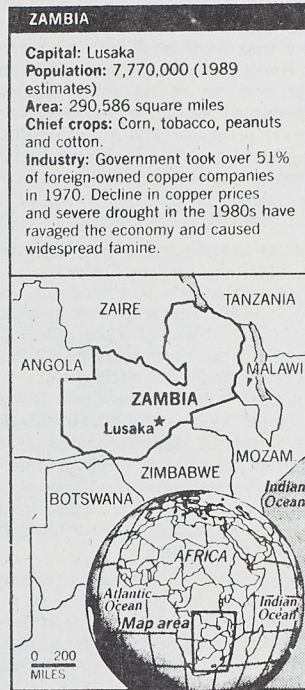 ZAMBIA
Capital: Lusaka
Population: 7,770,000 (1989
estimates)
Area: 290,586 square miles
Chief crops: Corn, tobacco, peanuts
and cotton.
Industry: Government took over 51%
of foreign-owned copper companies
in 1970. Decline in copper prices
and severe drought in the 1980s have
ravaged the economy and caused
widespread famine.
TANZANIA
ZAIRE
ANGOLA
MALAWI
ZAMBIA
Lusaka
MOZAM.
ZIMBABWE
Indian
Ocean
BOTSWANA
AFRICA
Atlantic
Ocean
Indian
Ocean
Map area
0 200
MILES